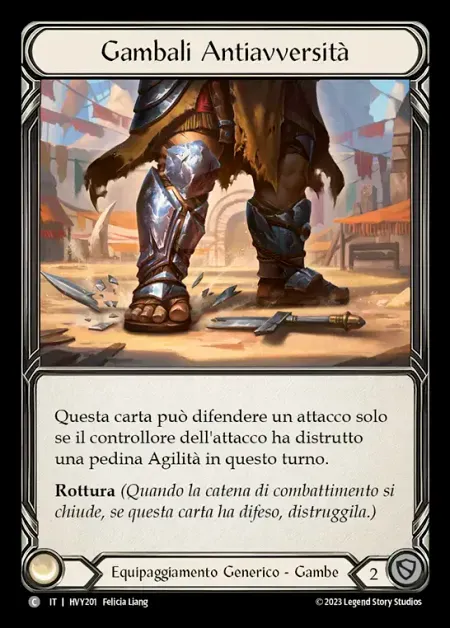 Gambali Antiavversità
Questa carta può difendere un attacco solo
se il controllore dell'attacco ha distrutto
una pedina Agilità in questo turno.
Rottura (Quando la catena di combattimento si
chiude, se questa carta ha difeso, distruggila.)
Equipaggiamento Generico - Gambe
2
C IT | HVY201 Felicia Liang
© 2023 Legend Story Studios